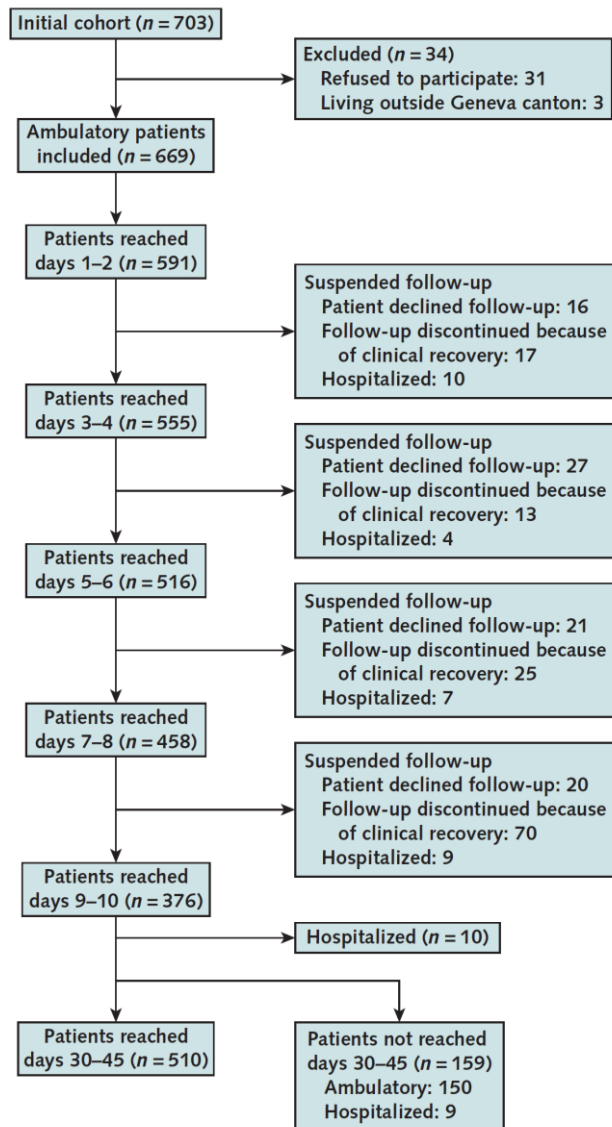 Initial cohort (n = 703)
Excluded (n = 34)
Refused to participate: 31
Living outside Geneva canton: 3
Ambulatory patients
included (n = 669)
Patients reached
days 1–2 (n = 591)
Suspended follow-up
Patient declined follow-up: 16
Follow-up discontinued because
of clinical recovery: 17
Hospitalized: 10
Patients reached
days 3–4 (n = 555)
Suspended follow-up
Patient declined follow-up: 27
Follow-up discontinued because
of clinical recovery: 13
Hospitalized: 4
Patients reached
days 5–6 (n = 516)
Suspended follow-up
Patient declined follow-up: 21
Follow-up discontinued because
of clinical recovery: 25
Hospitalized: 7
Patients reached
days 7–8 (n = 458)
Suspended follow-up
Patient declined follow-up: 20
Follow-up discontinued because
of clinical recovery: 70
Hospitalized: 9
Patients reached
days 9–10 (n = 376)
Hospitalized (n = 10)
Patients reached
days 30–45 (n = 510)
Patients not reached
days 30–45 (n = 159)
Ambulatory: 150
Hospitalized: 9